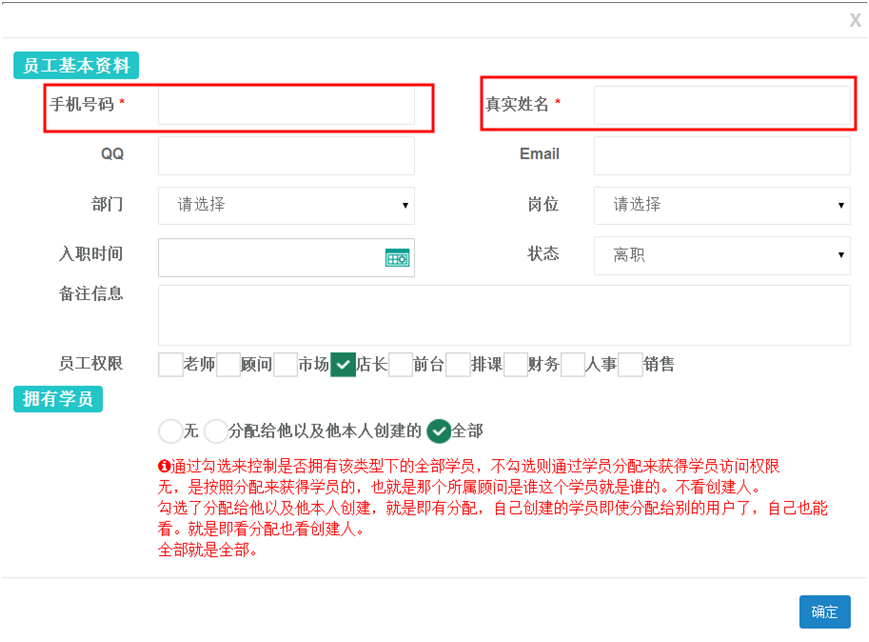 X
员工基本资料
手机号码 * 真实姓名 *
QQ Email
部门 请选择 岗位 请选择
入职时间 状态 离职
备注信息
员工权限 老师 顾问 市场 店长 前台 排课 财务 人事 销售
拥有学员
无 分配给他以及他本人创建的 全部
通过勾选来控制是否拥有该类型下的全部学员，不勾选则通过学员分配来获得学员访问权限
无，是按照分配来获得学员的，也就是那个所属顾问是谁这个学员就是谁的。不看创建人。
勾选了分配给他以及他本人创建，就是即有分配，自己创建的学员即使分配给别的用户了，自己也能
看。就是即看分配也看创建人。
全部就是全部。
确定